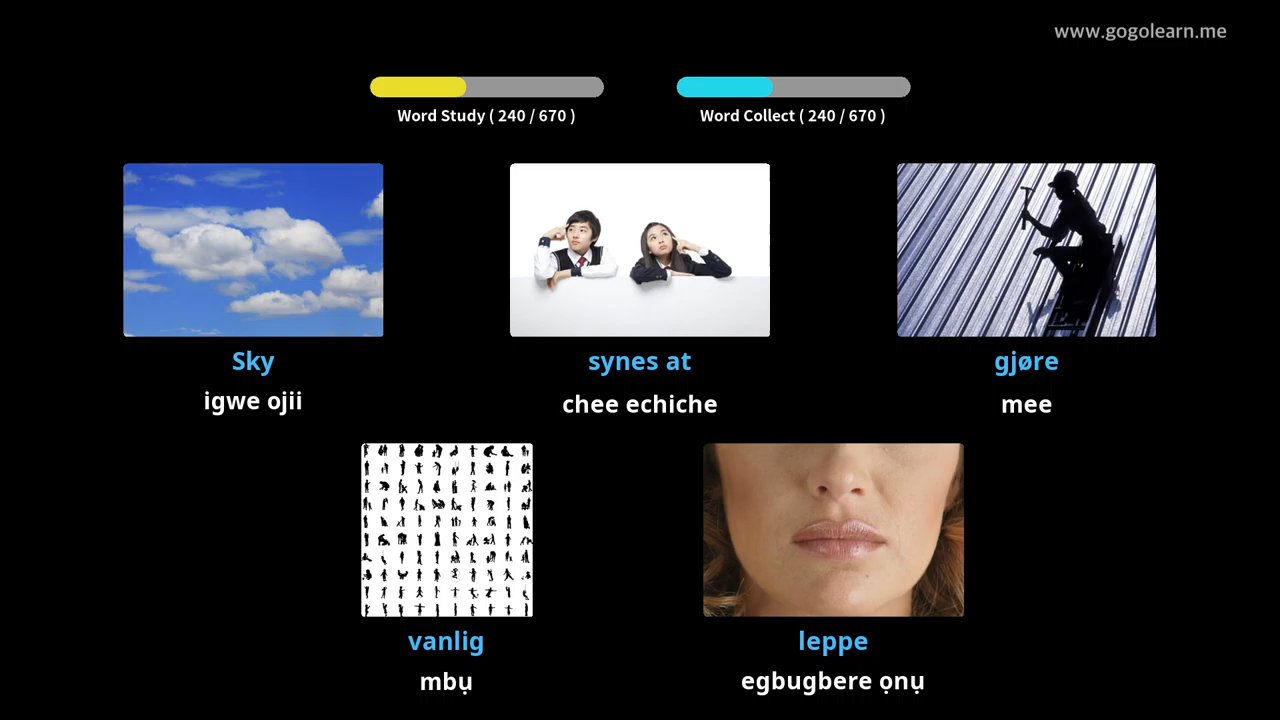 www.gogolearn.me
Word Study ( 240 / 670 )
Word Collect ( 240 / 670 )
Sky
igwe ojii
synes at
chee echiche
gjøre
mee
vanlig
mbụ
leppe
egbugbere ọnụ